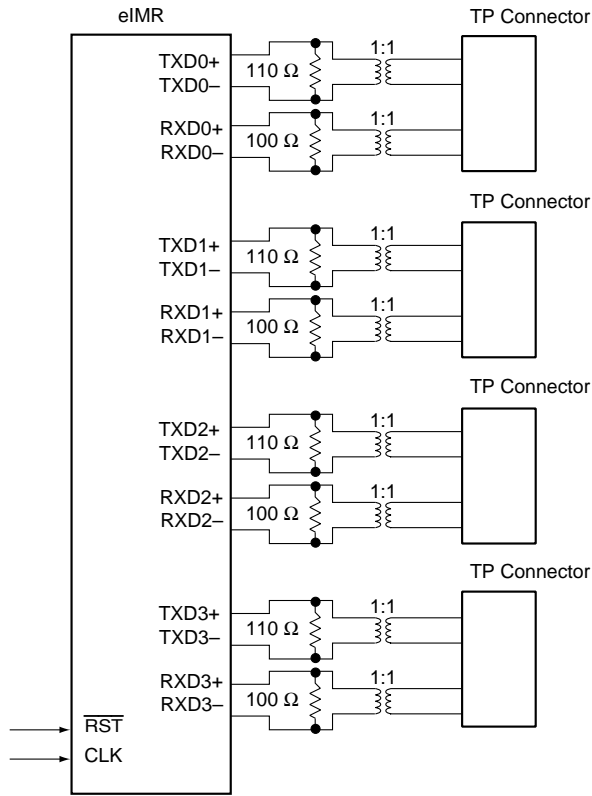 eIMR
TP Connector
TXD0+
TXD0–
110 Ω
1:1
RXD0+
RXD0–
100 Ω
1:1
TP Connector
TXD1+
TXD1–
110 Ω
1:1
RXD1+
RXD1–
100 Ω
1:1
TP Connector
TXD2+
TXD2–
110 Ω
1:1
RXD2+
RXD2–
100 Ω
1:1
TP Connector
TXD3+
TXD3–
110 Ω
1:1
RXD3+
RXD3–
100 Ω
1:1
RST
CLK